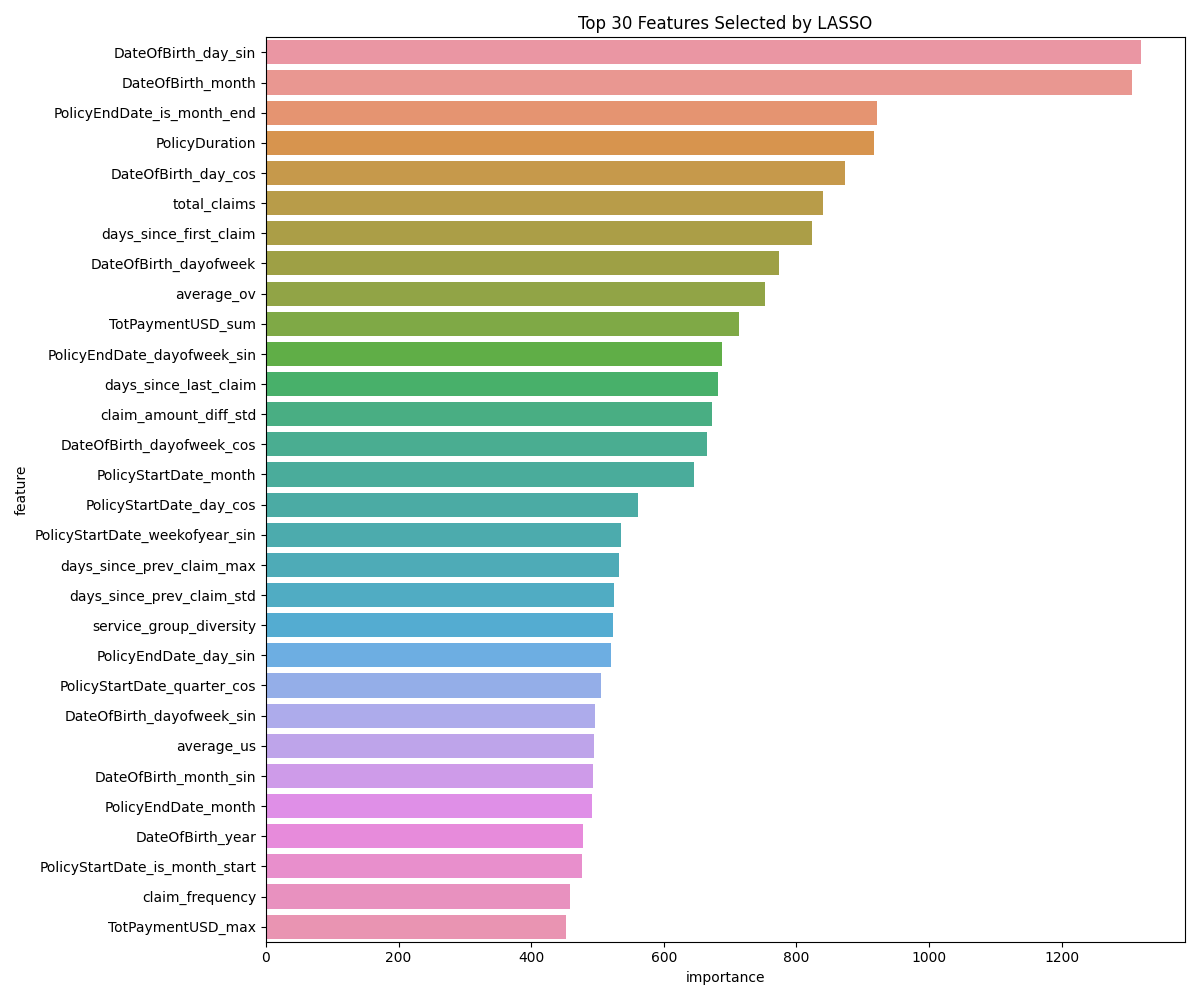 Top 30 Features Selected by LASSO
DateOfBirth_day_sin
DateOfBirth_month
PolicyEndDate_is_month_end
PolicyDuration
DateOfBirth_day_cos
total_claims
days_since_first_claim
DateOfBirth_dayofweek
average_ov
TotPaymentUSD_sum
PolicyEndDate_dayofweek_sin
days_since_last_claim
claim_amount_diff_std
DateOfBirth_dayofweek_cos
PolicyStartDate_month
PolicyStartDate_day_cos
PolicyStartDate_weekofyear_sin
days_since_prev_claim_max
days_since_prev_claim_std
service_group_diversity
PolicyEndDate_day_sin
PolicyStartDate_quarter_cos
DateOfBirth_dayofweek_sin
average_us
DateOfBirth_month_sin
PolicyEndDate_month
DateOfBirth_year
PolicyStartDate_is_month_start
claim_frequency
TotPaymentUSD_max
feature
0 200 400 600 800 1000 1200
importance